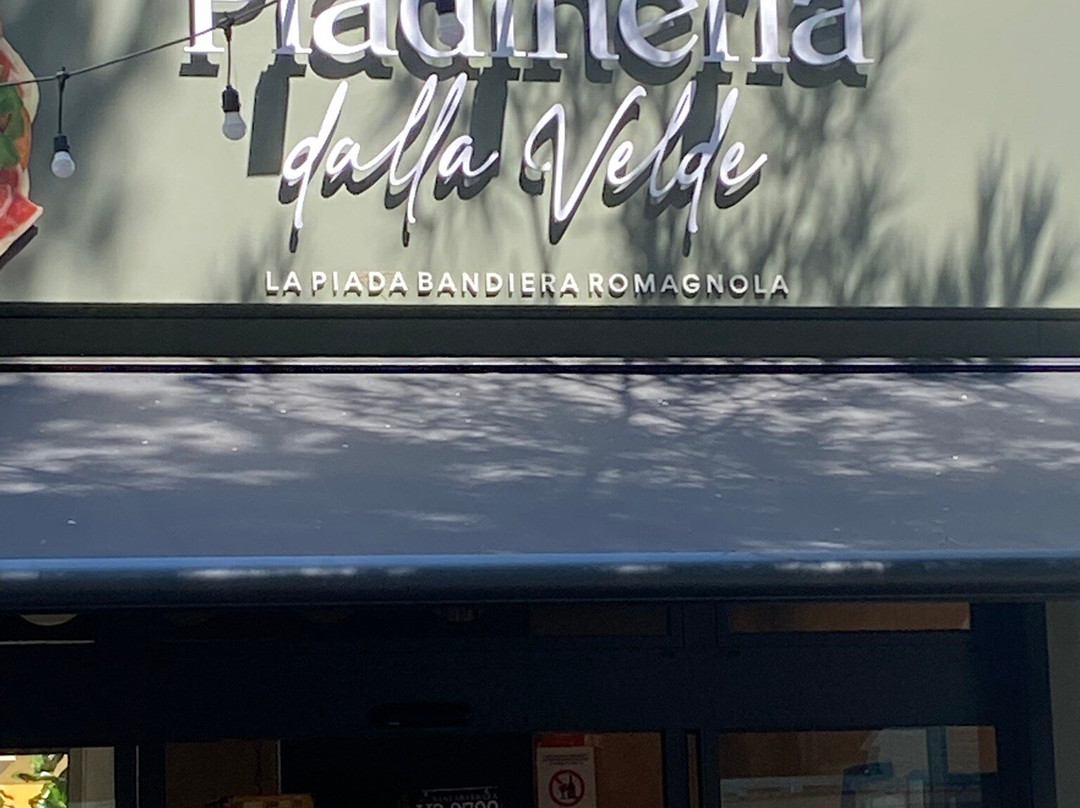 Piadineria
dalla Velde
LA PIADA BANDIERA ROMAGNOLA